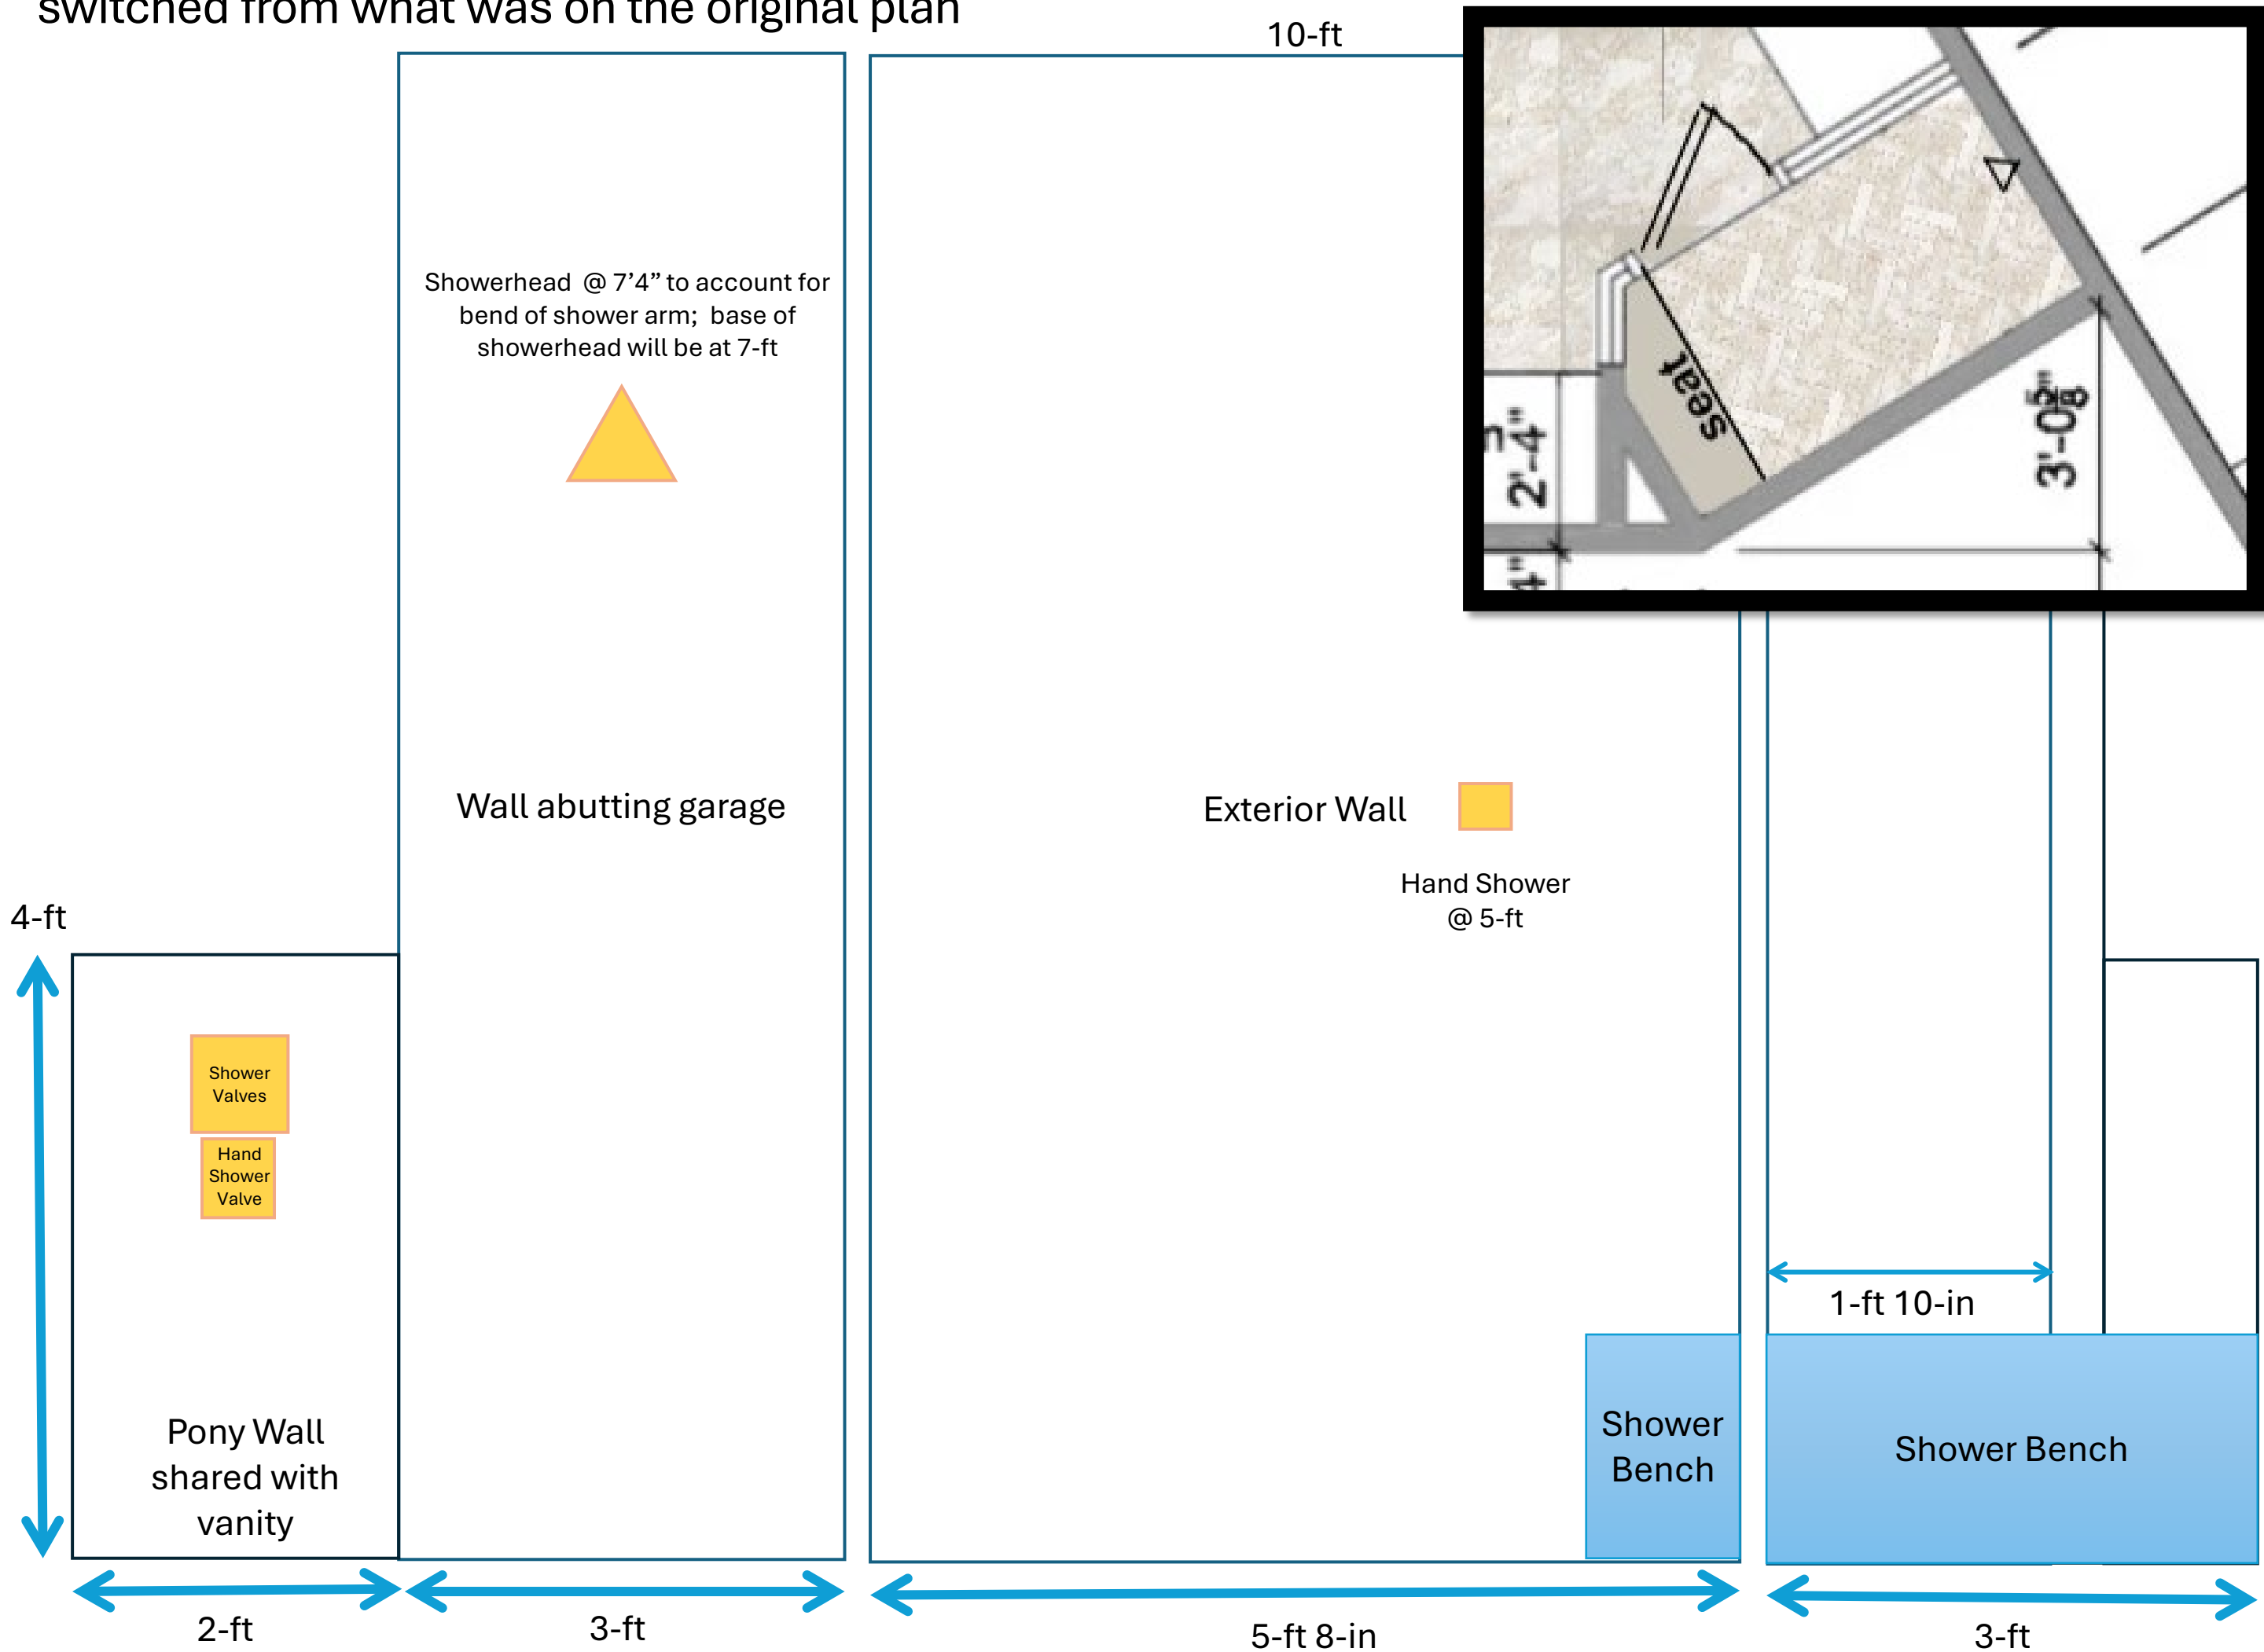 switched from what was on the original plan
10-ft
Showerhead @ 7’4” to account for
bend of shower arm; base of
showerhead will be at 7-ft
seat
2'-4"
4"
3'-0⅝"
Wall abutting garage
Exterior Wall
Hand Shower
@ 5-ft
4-ft
Shower
Valves
Hand
Shower
Valve
1-ft 10-in
Pony Wall
shared with
vanity
Shower
Bench
Shower Bench
2-ft
3-ft
5-ft 8-in
3-ft